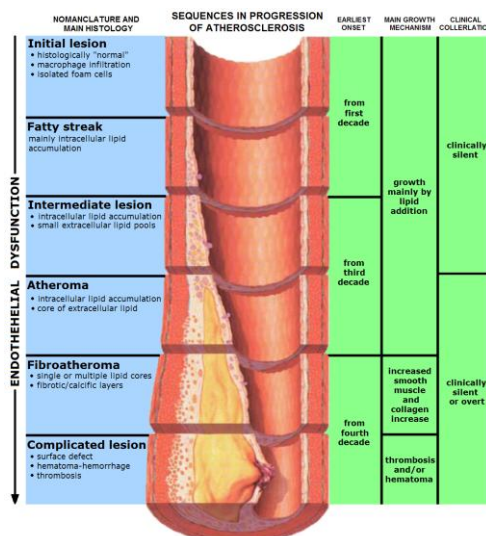 NOMANCLATURE AND
MAIN HISTOLOGY
SEQUENCES IN PROGRESSION
OF ATHEROSCLEROSIS
EARLIEST
ONSET
MAIN GROWTH
MECHANISM
CLINICAL
COLLERLATION
ENDOTHEHELIAL DYSFUNCTION
Initial lesion
• histologically "normal"
• macrophage infiltration
• isolated foam cells
Fatty streak
mainly intracellular lipid
accumulation
Intermediate lesion
• intracellular lipid accumulation
• small extracellular lipid pools
Atheroma
• intracellular lipid accumulation
• core of extracellular lipid
Fibroatheroma
• single or multiple lipid cores
• fibrotic/calcific layers
Complicated lesion
• surface defect
• hematoma-hemorrhage
• thrombosis
from
first
decade
from
third
decade
from
fourth
decade
growth
mainly by
lipid
addition
increased
smooth
muscle
and
collagen
increase
thrombosis
and/or
hematoma
clinically
silent
clinically
silent
or overt